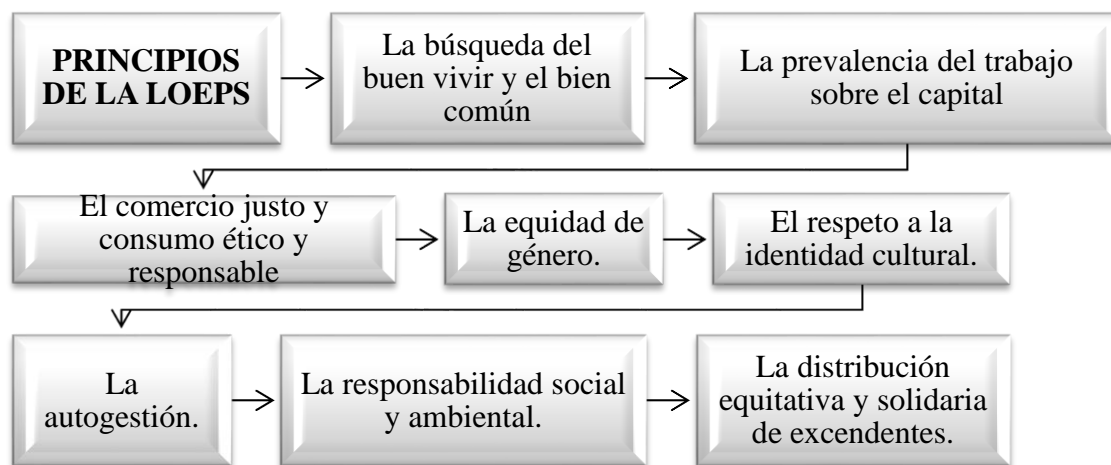 PRINCIPIOS
DE LA LOEPS
La búsqueda del
buen vivir y el bien
común
La prevalencia del trabajo
sobre el capital
El comercio justo y
consumo ético y
responsable
La equidad de
género.
El respeto a la
identidad cultural.
La
autogestión.
La responsabilidad social
y ambiental.
La distribución
equitativa y solidaria
de excendentes.